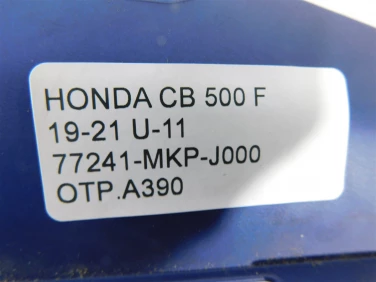 HONDA CB 500 F
19-21 U-11
77241-MKP-J000
OTP.A390